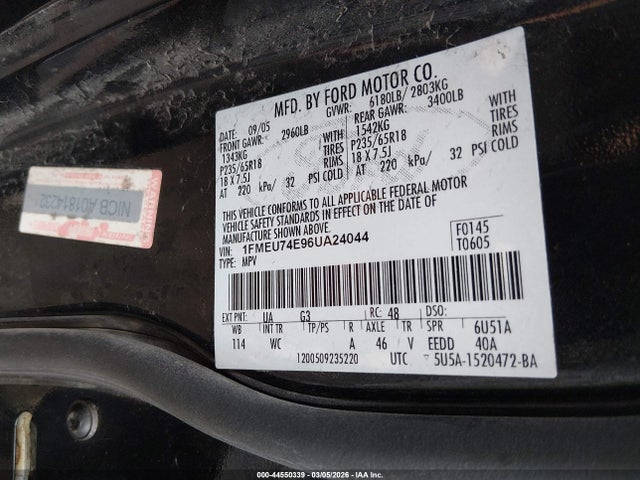 MFD. BY FORD MOTOR CO.
DATE: 09/05 GVWR: 6180LB/ 2803KG
FRONT GAWR: 2960LB REAR GAWR: 3400LB
1343KG WITH 1542KG WITH
P235/65R18 TIRES P235/65R18 TIRES
18 X 7.5J RIMS 18 X 7.5J RIMS
AT 220 kPa/ 32 PSI COLD AT 220 kPa/ 32 PSI COLD
THIS VEHICLE CONFORMS TO ALL APPLICABLE FEDERAL MOTOR
VEHICLE SAFETY STANDARDS IN EFFECT ON THE DATE OF
MANUFACTURE SHOWN ABOVE.
VIN: 1FMEU74E96UA24044 F0145
TYPE: MPV T0605
EXT PNT: UA G3 RC: 48 DSO:
WB INT TR TP/PS R AXLE TR SPR 6U51A
114 WC A 46 V EEDD 40A
1200509235220 UTC 5U5A-1520472-BA
Ford
NICB
000-44550339 - 03/05/2026 - IAA Inc.